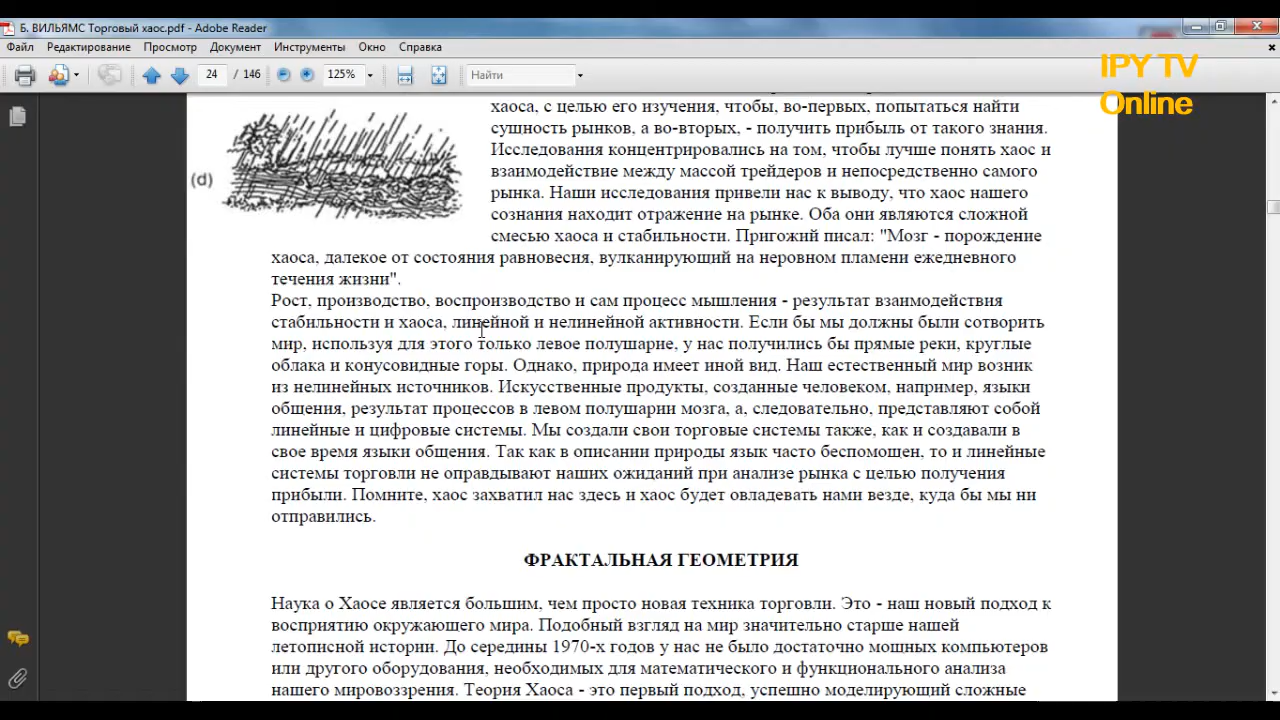 Б. ВИЛЬЯМС Торговый хаос.pdf - Adobe Reader
Файл Редактирование Просмотр Документ Инструменты Окно Справка
24 / 146 125% Найти
IPY TV
Online
хаоса, с целью его изучения, чтобы, во-первых, попытаться найти
сущность рынков, а во-вторых, - получить прибыль от такого знания.
Исследования концентрировались на том, чтобы лучше понять хаос и
(d)
взаимодействие между массой трейдеров и непосредственно самого
рынка. Наши исследования привели нас к выводу, что хаос нашего
сознания находит отражение на рынке. Оба они являются сложной
смесью хаоса и стабильности. Пригожий писал: "Мозг - порождение
хаоса, далекое от состояния равновесия, вулканирующий на неровном пламени ежедневного
течения жизни".
Рост, производство, воспроизводство и сам процесс мышления - результат взаимодействия
стабильности и хаоса, линейной и нелинейной активности. Если бы мы должны были сотворить
мир, используя для этого только левое полушарие, у нас получились бы прямые реки, круглые
облака и конусовидные горы. Однако, природа имеет иной вид. Наш естественный мир возник
из нелинейных источников. Искусственные продукты, созданные человеком, например, языки
общения, результат процессов в левом полушарии мозга, а, следовательно, представляют собой
линейные и цифровые системы. Мы создали свои торговые системы также, как и создавали в
свое время языки общения. Так как в описании природы язык часто беспомощен, то и линейные
системы торговли не оправдывают наших ожиданий при анализе рынка с целью получения
прибыли. Помните, хаос захватил нас здесь и хаос будет овладевать нами везде, куда бы мы ни
отправились.
ФРАКТАЛЬНАЯ ГЕОМЕТРИЯ
Наука о Хаосе является большим, чем просто новая техника торговли. Это - наш новый подход к
восприятию окружающего мира. Подобный взгляд на мир значительно старше нашей
летописной истории. До середины 1970-х годов у нас не было достаточно мощных компьютеров
или другого оборудования, необходимых для математического и функционального анализа
нашего мировоззрения. Теория Хаоса - это первый подход, успешно моделирующий сложные